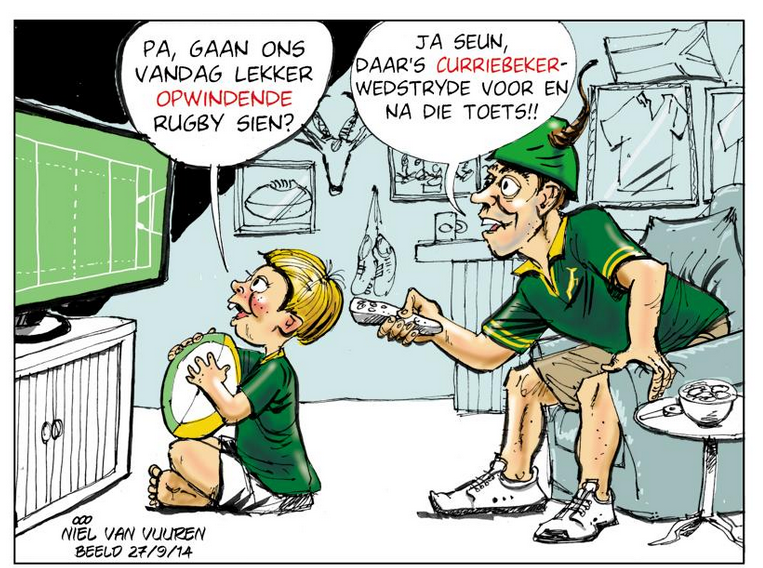 PA, GAAN ONS
VANDAG LEKKER
OPWINDENDE
RUGBY SIEN?
JA SEUN,
DAAR'S CURRIEBEKER-
WEDSTRYDE VOOR EN
NA DIE TOETS!!
NIEL VAN VUUREN
BEELD 27/9/14